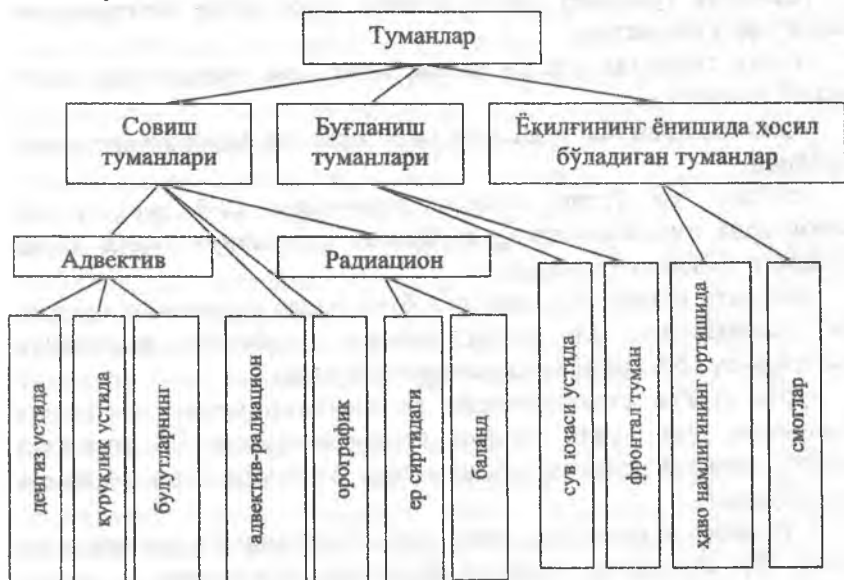 Туманлар
Совиш
туманлари
Буғланиш
туманлари
Ёқилғининг ёнишида ҳосил
бўладиган туманлар
Адвектив
Радиацион
денгиз устида
қуруқлик устида
булутларнинг
адвектив-радиацион
орографик
ер сиртидаги
баланд
сув юзаси устида
фронтал туман
ҳаво намлигининг ортишида
смоглар